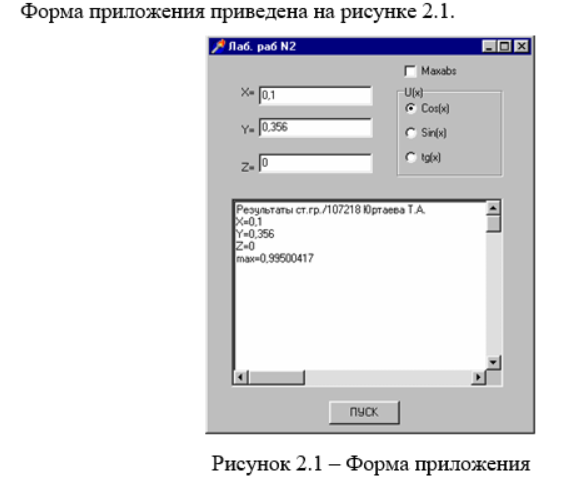 Форма приложения приведена на рисунке 2.1.
Лаб. раб N2
Maxabs
X= 0,1
U(x)
Cos(x)
Y= 0,356
Sin(x)
Z= 0
tg(x)
Результаты ст.гр./107218 Юртаева Т.А.
X=0,1
Y=0,356
Z=0
max=0,99500417
ПУСК
Рисунок 2.1 – Форма приложения